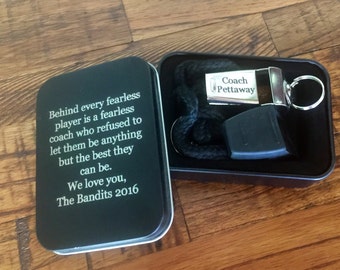 Behind every fearless
player is a fearless
coach who refused to
let them be anything
but the best they
can be.
We love you,
The Bandits 2016
Coach
Pettaway